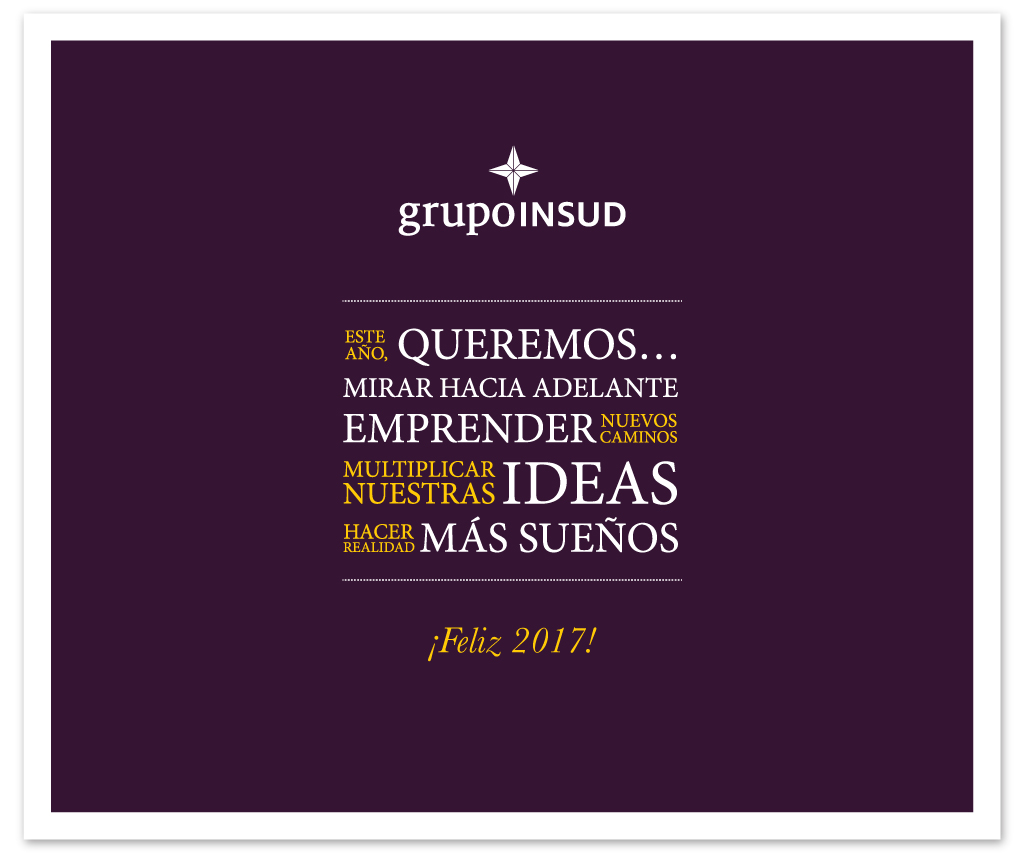 grupoINSUD
ESTE AÑO, QUEREMOS...
MIRAR HACIA ADELANTE
EMPRENDER NUEVOS CAMINOS
MULTIPLICAR NUESTRAS IDEAS
HACER REALIDAD MÁS SUEÑOS
¡Feliz 2017!